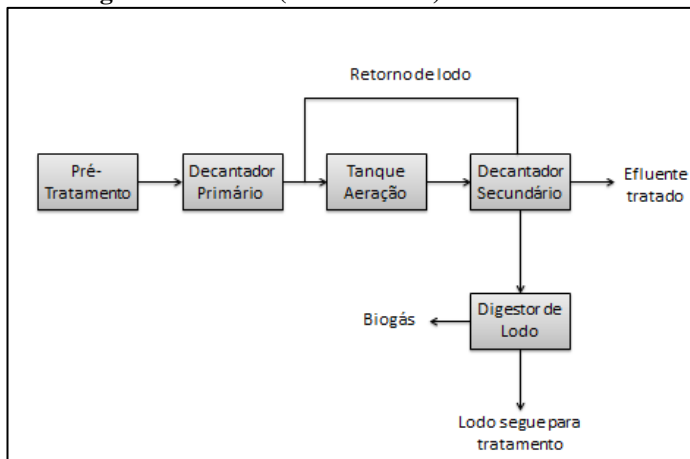 Retorno de lodo
Pré-
Tratamento
Decantador
Primário
Tanque
Aeração
Decantador
Secundário
Efluente
tratado
Biogás
Digestor de
Lodo
Lodo segue para
tratamento